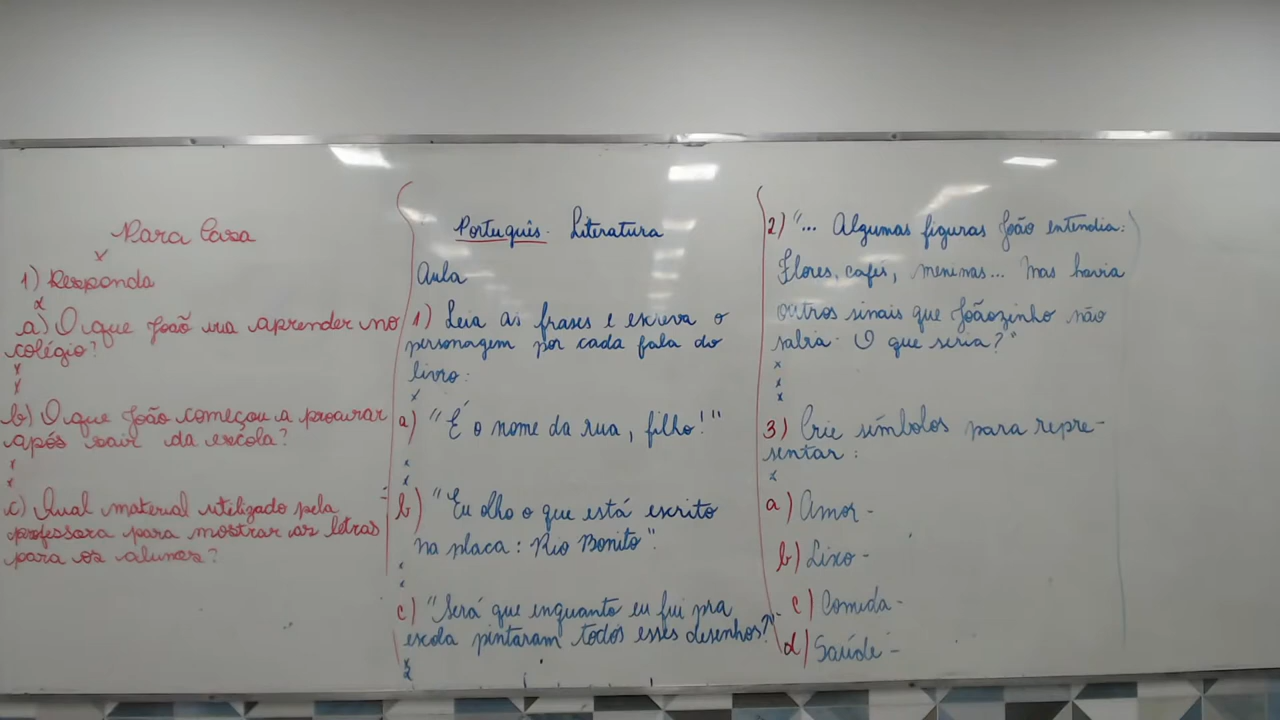 Para Casa
x
1) Responda
x
a) O que João ia aprender no
colégio?
x
x
b) O que João começou a procurar
após sair da escola?
x
x
c) Qual material utilizado pela
professora para mostrar as letras
para os alunos?
Português. Literatura
Aula
1) Leia as frases e escreva o
personagem por cada fala do
livro:
x
a) "É o nome da rua, filho!"
x
x
b) "Eu olho o que está escrito
na placa: Rio Bonito".
x
x
c) "Será que enquanto eu fui pra
escola pintaram todos esses desenhos?"
x
x
2) "... Algumas figuras João entendia:
Flores, cafés, meninas... Mas havia
outros sinais que Joãozinho não
sabia. O que seria?"
x
x
x
3) Crie símbolos para repre-
sentar:
x
a) Amor -
b) Lixo -
c) Comida -
d) Saúde -